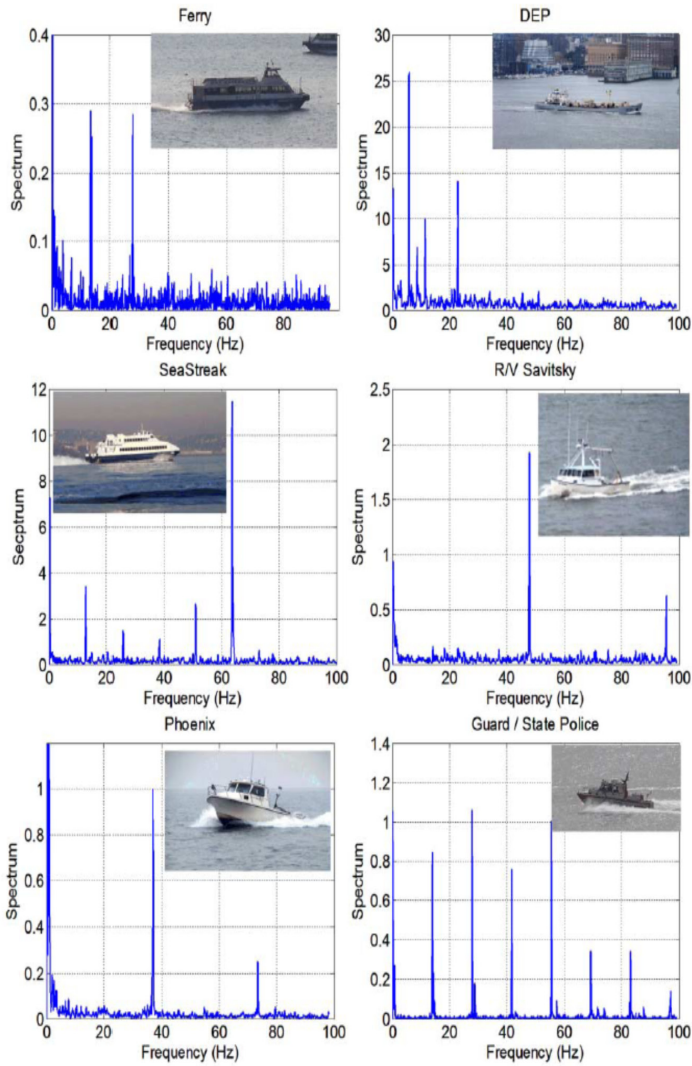 Ferry
0.4
0.3
0.2
0.1
0
Spectrum
0 20 40 60 80
Frequency (Hz)
DEP
30
25
20
15
10
5
0
Spectrum
0 20 40 60 80 100
Frequency (Hz)
SeaStreak
12
10
8
6
4
2
0
Secptrum
0 20 40 60 80 100
Frequency (Hz)
R/V Savitsky
2.5
2
1.5
1
0.5
0
Spectrum
0 20 40 60 80 100
Frequency (Hz)
Phoenix
1
0.8
0.6
0.4
0.2
0
Spectrum
0 20 40 60 80 100
Frequency (Hz)
Guard / State Police
1.4
1.2
1
0.8
0.6
0.4
0.2
0
Spectrum
0 20 40 60 80 100
Frequency (Hz)